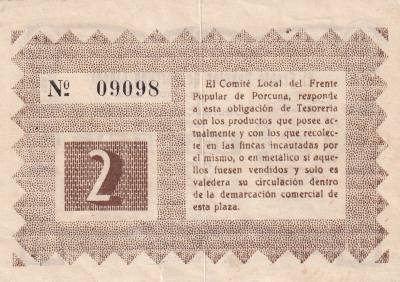 Nº 09098
El Comité Local del Frente
Popular de Porcuna, responde
a esta obligación de Tesorería
con los productos que posee ac-
tualmente y con los que recolec-
te en las fincas incautadas por
el mismo, o en metálico si aque-
llos fuesen vendidos y solo es
valedera su circulación dentro
de la demarcación comercial de
esta plaza.
2